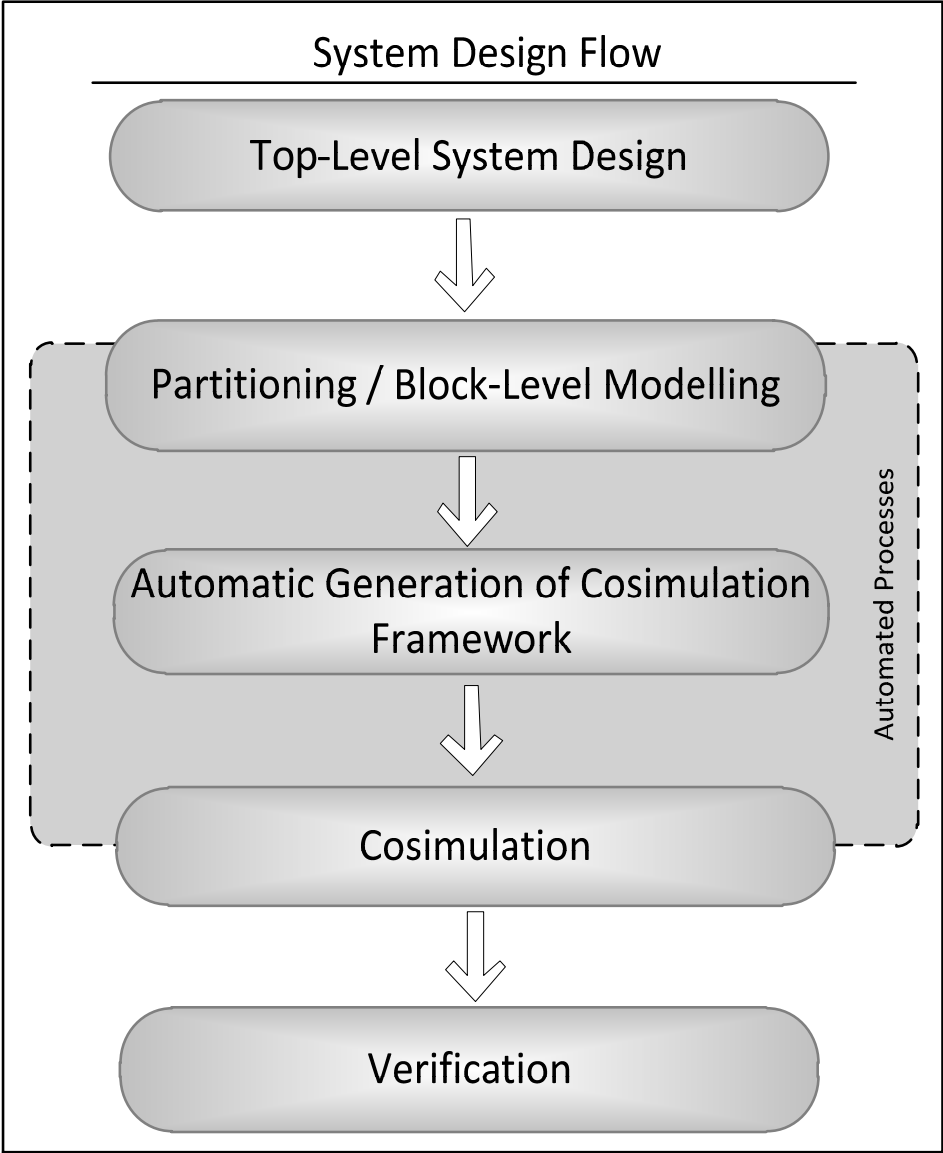 System Design Flow
Top-Level System Design
Partitioning / Block-Level Modelling
Automatic Generation of Cosimulation
Framework
Automated Processes
Cosimulation
Verification